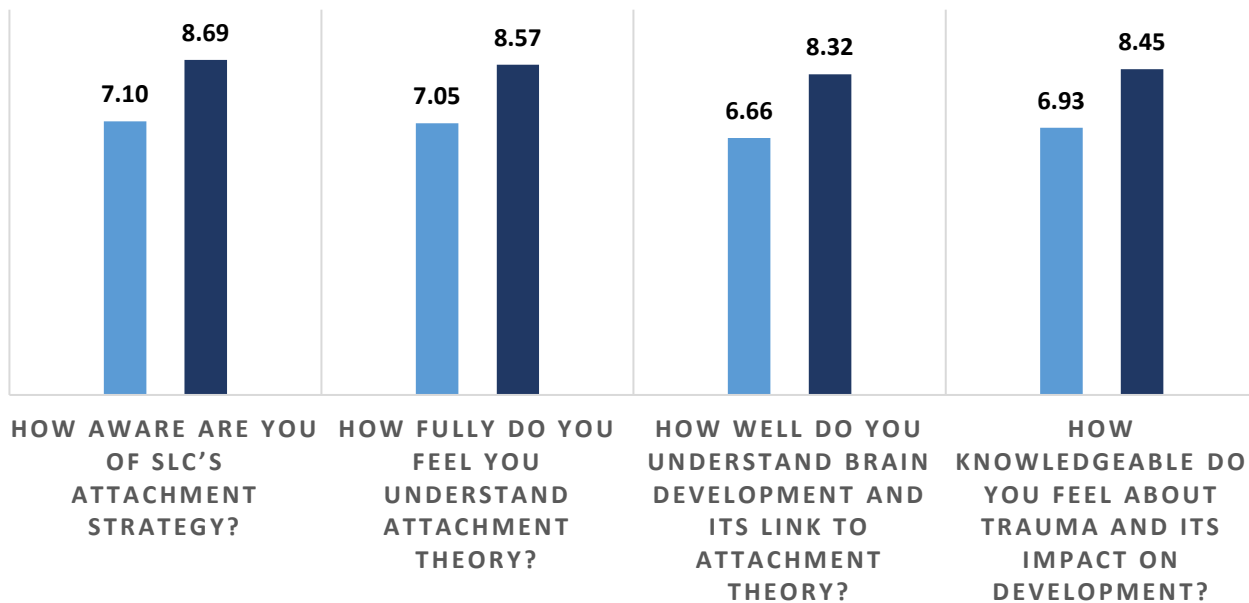 7.10
8.69
7.05
8.57
6.66
8.32
6.93
8.45
HOW AWARE ARE YOU
OF SLC’S
ATTACHMENT
STRATEGY?
HOW FULLY DO YOU
FEEL YOU
UNDERSTAND
ATTACHMENT
THEORY?
HOW WELL DO YOU
UNDERSTAND BRAIN
DEVELOPMENT AND
ITS LINK TO
ATTACHMENT
THEORY?
HOW
KNOWLEDGEABLE DO
YOU FEEL ABOUT
TRAUMA AND ITS
IMPACT ON
DEVELOPMENT?